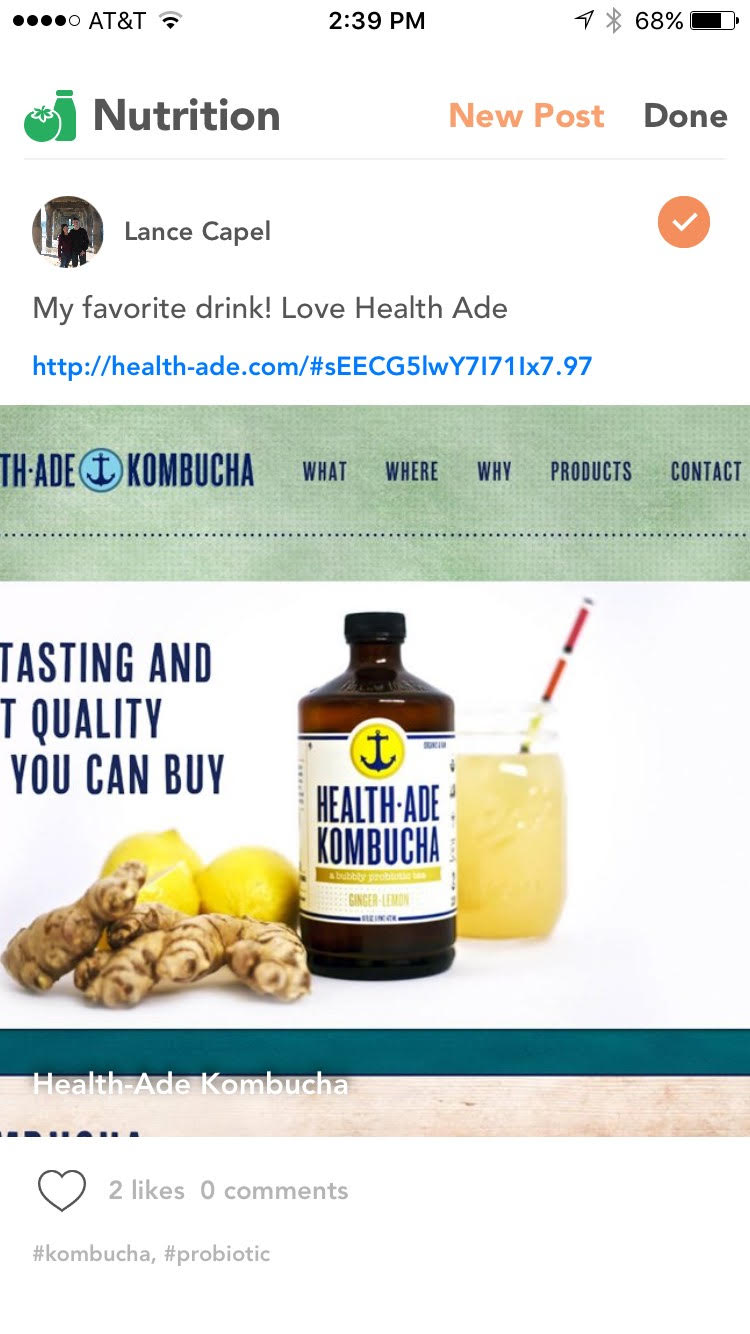 AT&T 2:39 PM 68%
Nutrition New Post Done
Lance Capel
My favorite drink! Love Health Ade
http://health-ade.com/#sEECG5lwY7I71Ix7.97
TH·ADE KOMBUCHA WHAT WHERE WHY PRODUCTS CONTACT
TASTING AND
T QUALITY
YOU CAN BUY
HEALTH·ADE
KOMBUCHA
a bubbly probiotic tea
GINGER-LEMON
Health-Ade Kombucha
2 likes 0 comments
#kombucha, #probiotic